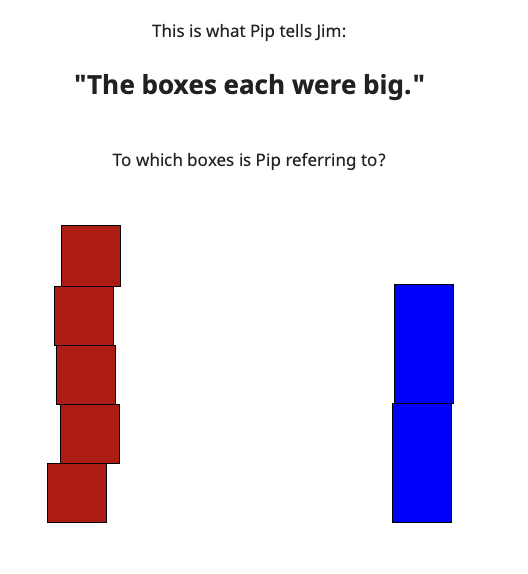 This is what Pip tells Jim:
"The boxes each were big."
To which boxes is Pip referring to?